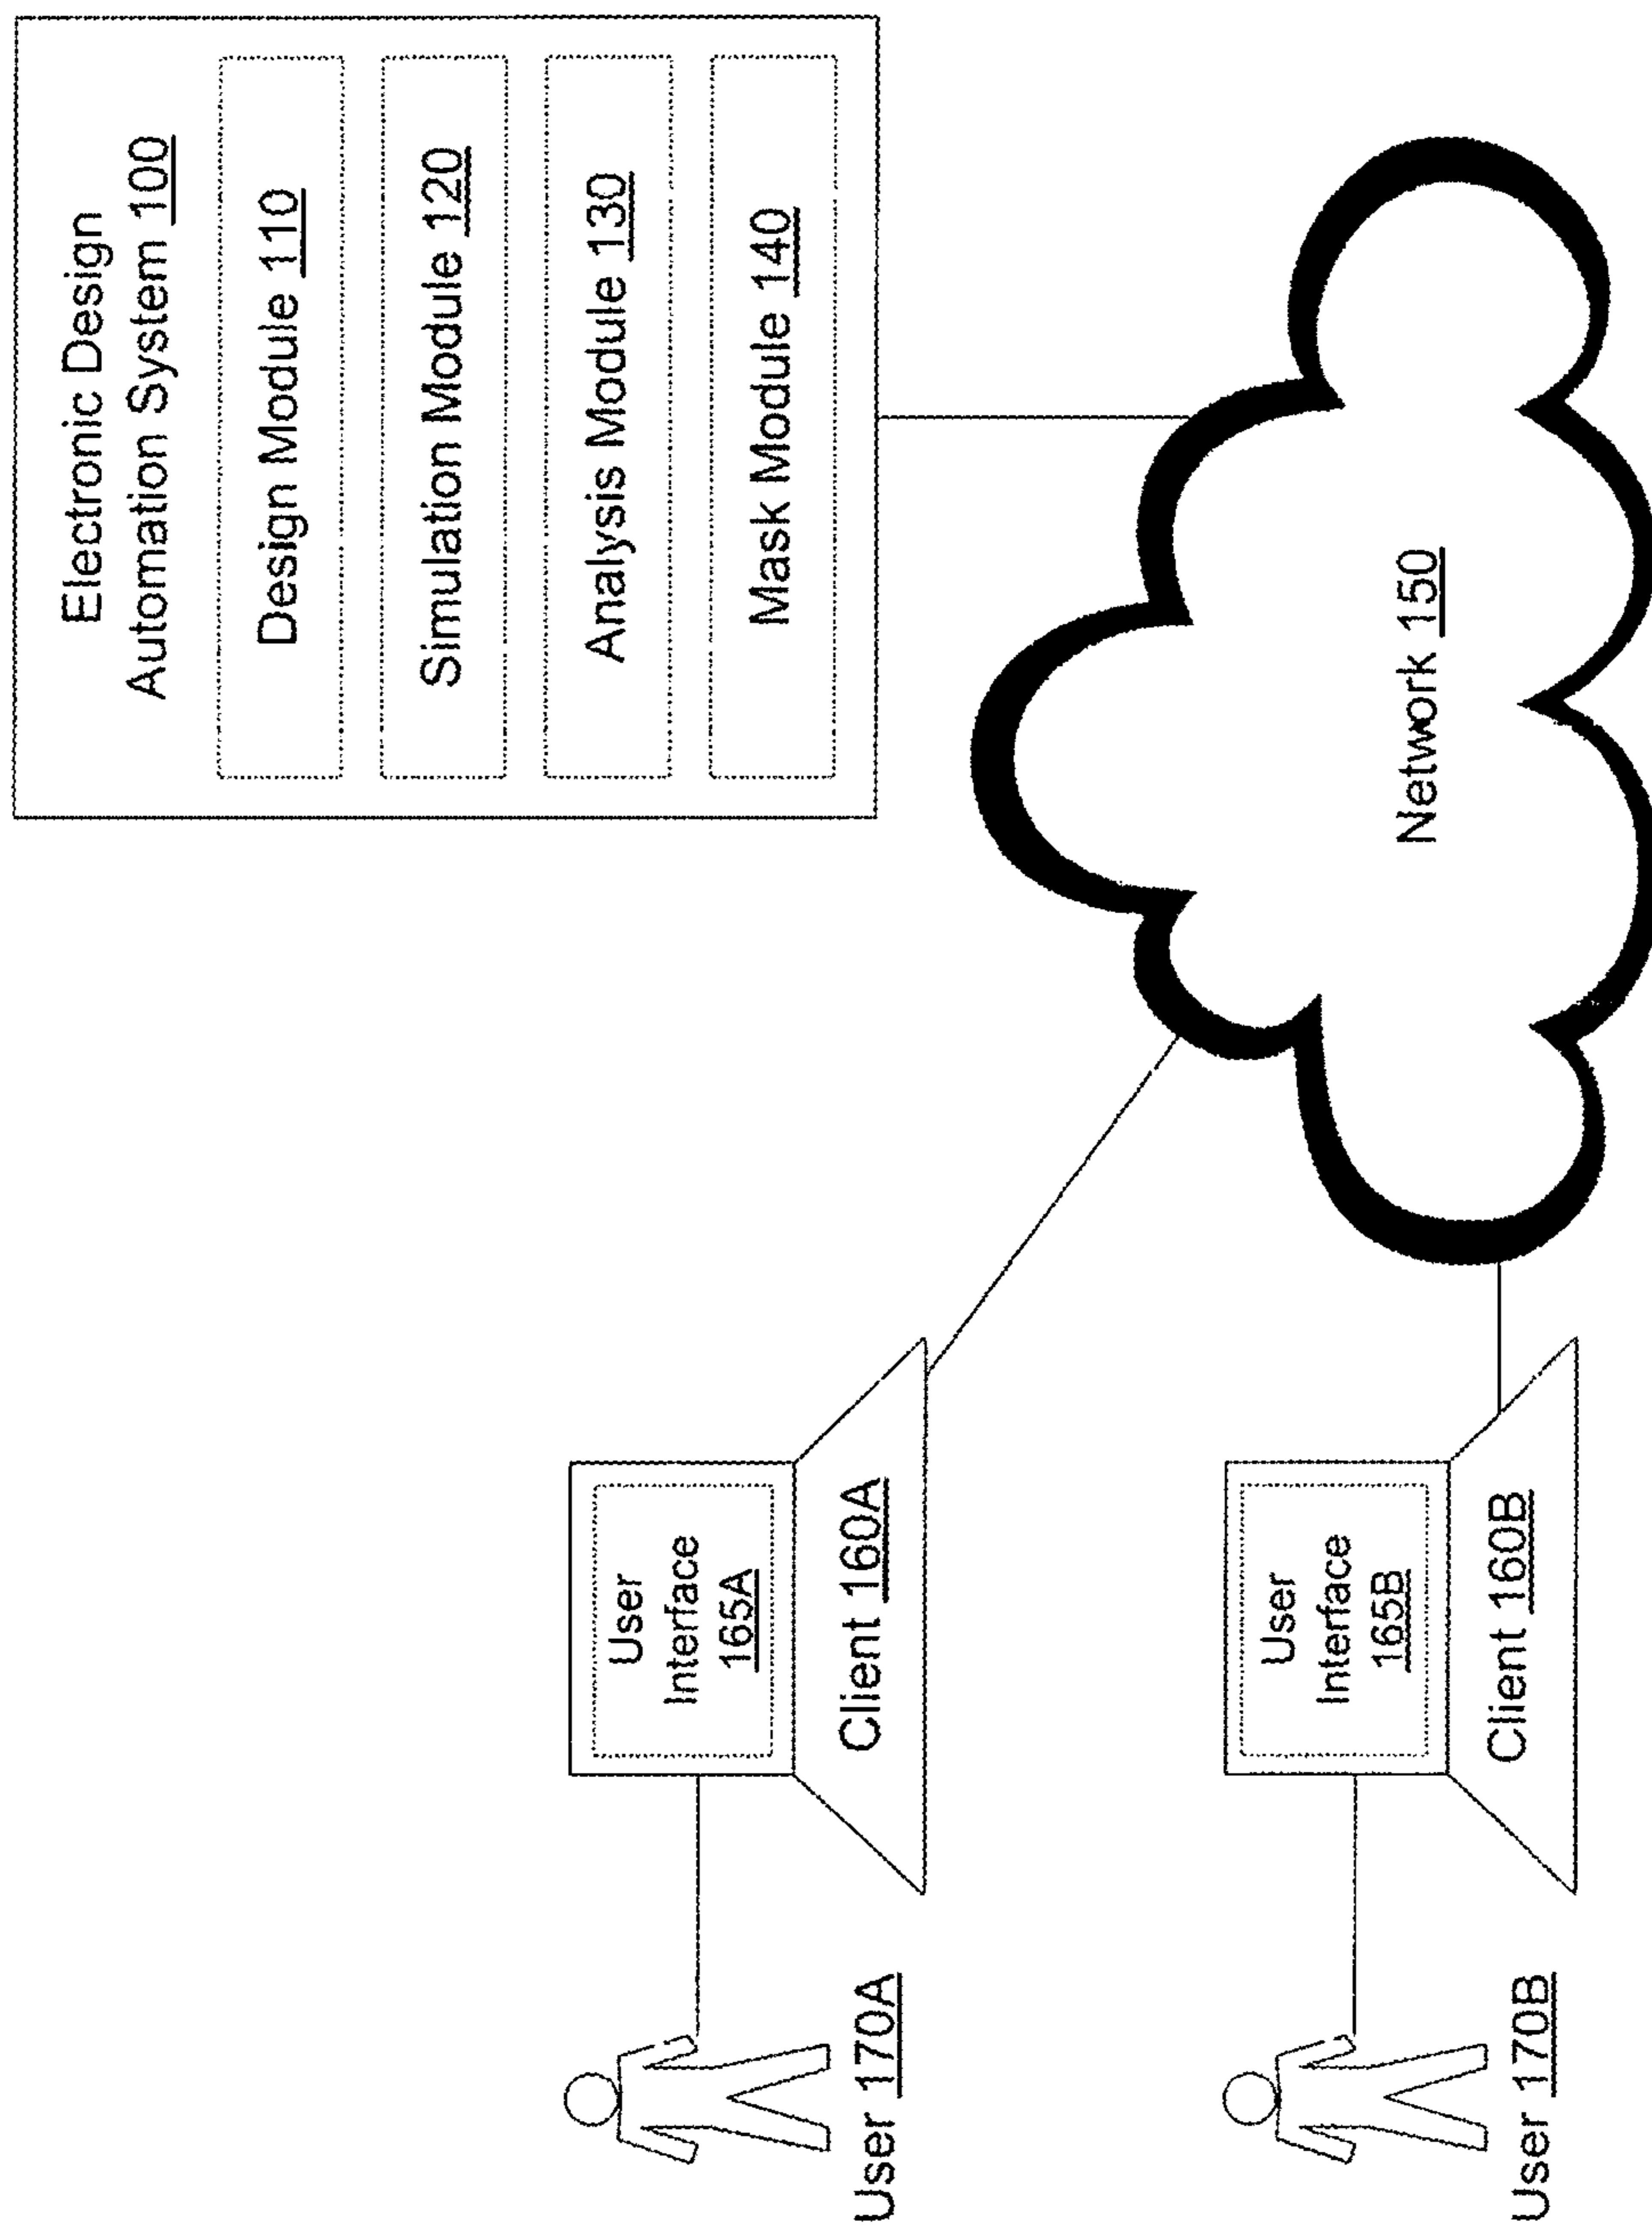 Electronic Design
Automation System 100
Design Module 110
Simulation Module 120
Analysis Module 130
Mask Module 140
User
Interface
165A
Client 160A
User 170A
Network 150
User
Interface
165B
Client 160B
User 170B